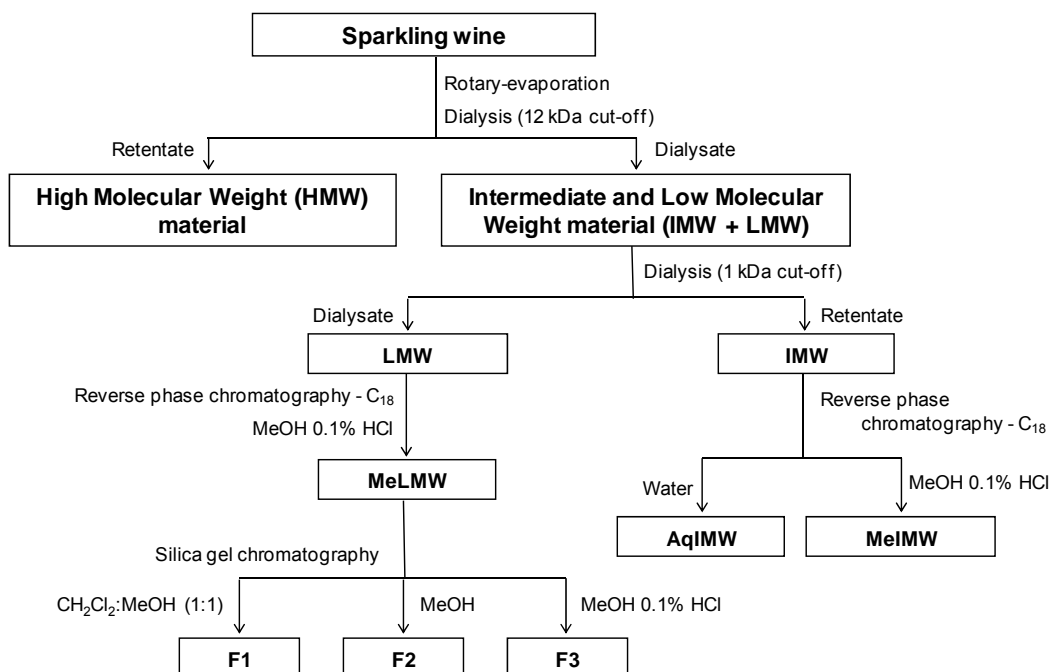 Sparkling wine
Rotary-evaporation
Dialysis (12 kDa cut-off)
Retentate
Dialysate
High Molecular Weight (HMW)
material
Intermediate and Low Molecular
Weight material (IMW + LMW)
Dialysis (1 kDa cut-off)
Dialysate
Retentate
LMW
IMW
Reverse phase chromatography - C₁₈
MeOH 0.1% HCl
Reverse phase
chromatography - C₁₈
MeLMW
Water
MeOH 0.1% HCl
AqIMW
MeIMW
Silica gel chromatography
CH₂Cl₂:MeOH (1:1)
MeOH
MeOH 0.1% HCl
F1
F2
F3